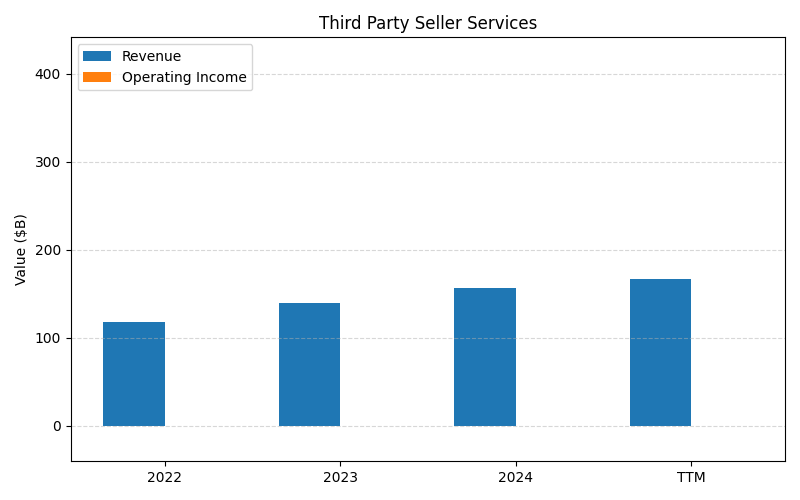 Third Party Seller Services
Revenue
Operating Income
Value ($B)
400
300
200
100
0
2022
2023
2024
TTM